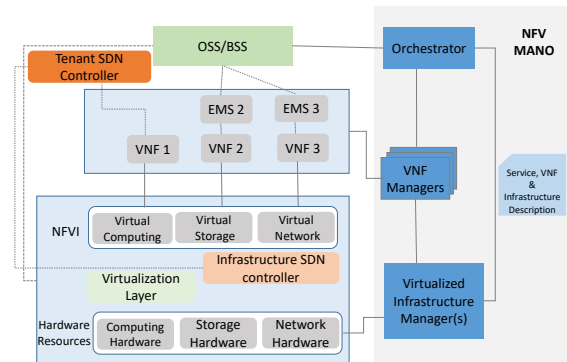 NFV
MANO
OSS/BSS
Orchestrator
Tenant SDN
Controller
EMS 2
EMS 3
VNF 1
VNF 2
VNF 3
VNF
Managers
Service, VNF
&
Infrastructure
Description
NFVI
Virtual
Computing
Virtual
Storage
Virtual
Network
Infrastructure SDN
controller
Virtualization
Layer
Virtualized
Infrastructure
Manager(s)
Hardware
Resources
Computing
Hardware
Storage
Hardware
Network
Hardware